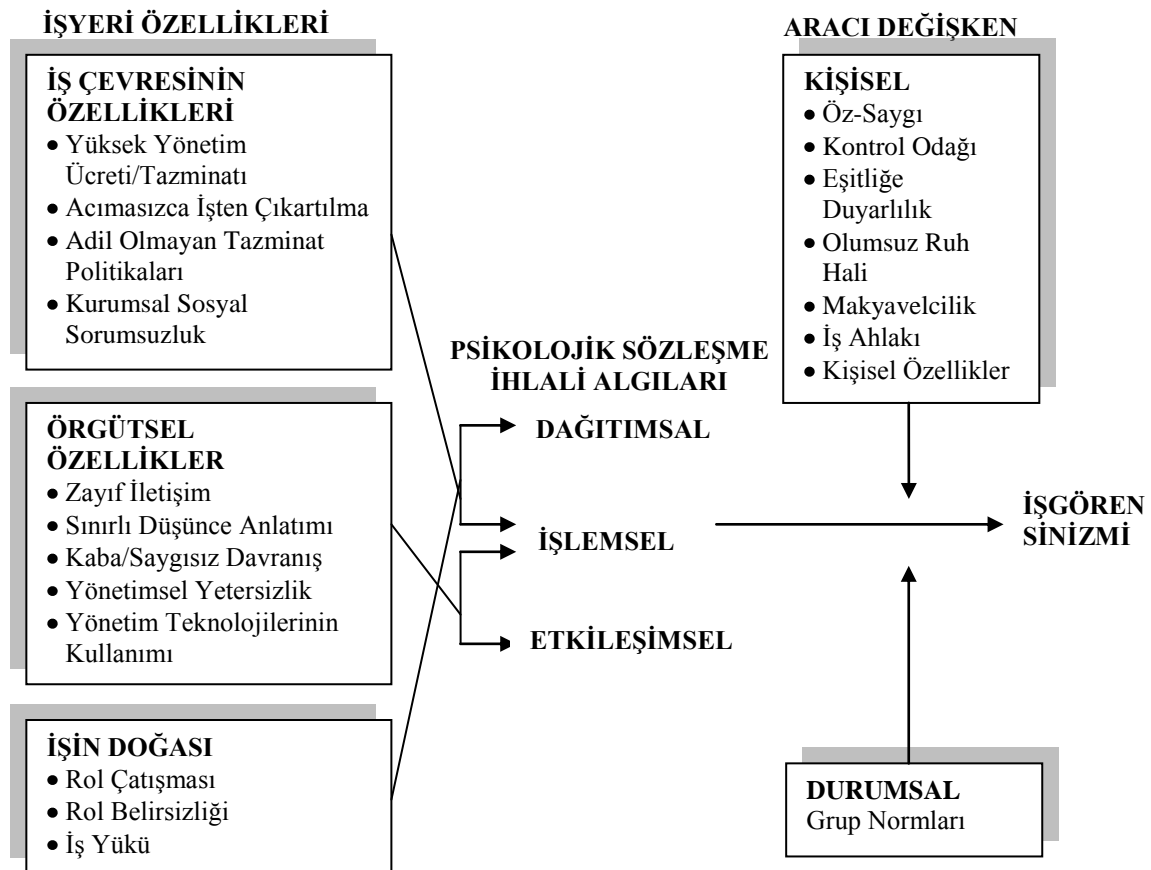 İŞYERİ ÖZELLİKLERİ
İŞ ÇEVRESİNİN
ÖZELLİKLERİ
• Yüksek Yönetim
Ücreti/Tazminatı
• Acımasızca İşten Çıkartılma
• Adil Olmayan Tazminat
Politikaları
• Kurumsal Sosyal
Sorumsuzluk
ÖRGÜTSEL
ÖZELLİKLER
• Zayıf İletişim
• Sınırlı Düşünce Anlatımı
• Kaba/Saygısız Davranış
• Yönetimsel Yetersizlik
• Yönetim Teknolojilerinin
Kullanımı
İŞİN DOĞASI
• Rol Çatışması
• Rol Belirsizliği
• İş Yükü
PSİKOLOJİK SÖZLEŞME
İHLALİ ALGILARI
DAĞITIMSAL
İŞLEMSEL
ETKİLEŞİMSEL
ARACI DEĞİŞKEN
KİŞİSEL
• Öz-Saygı
• Kontrol Odağı
• Eşitliğe
Duyarlılık
• Olumsuz Ruh
Hali
• Makyavelcilik
• İş Ahlakı
• Kişisel Özellikler
İŞGÖREN
SİNİZMİ
DURUMSAL
Grup Normları